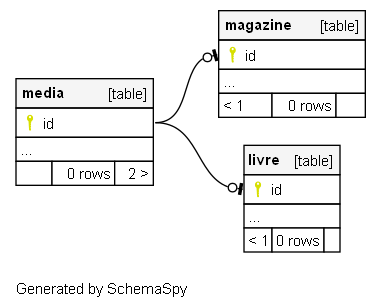 magazine [table]
id
...
< 1 0 rows
media [table]
id
...
0 rows 2 >
livre [table]
id
...
< 1 0 rows
Generated by SchemaSpy